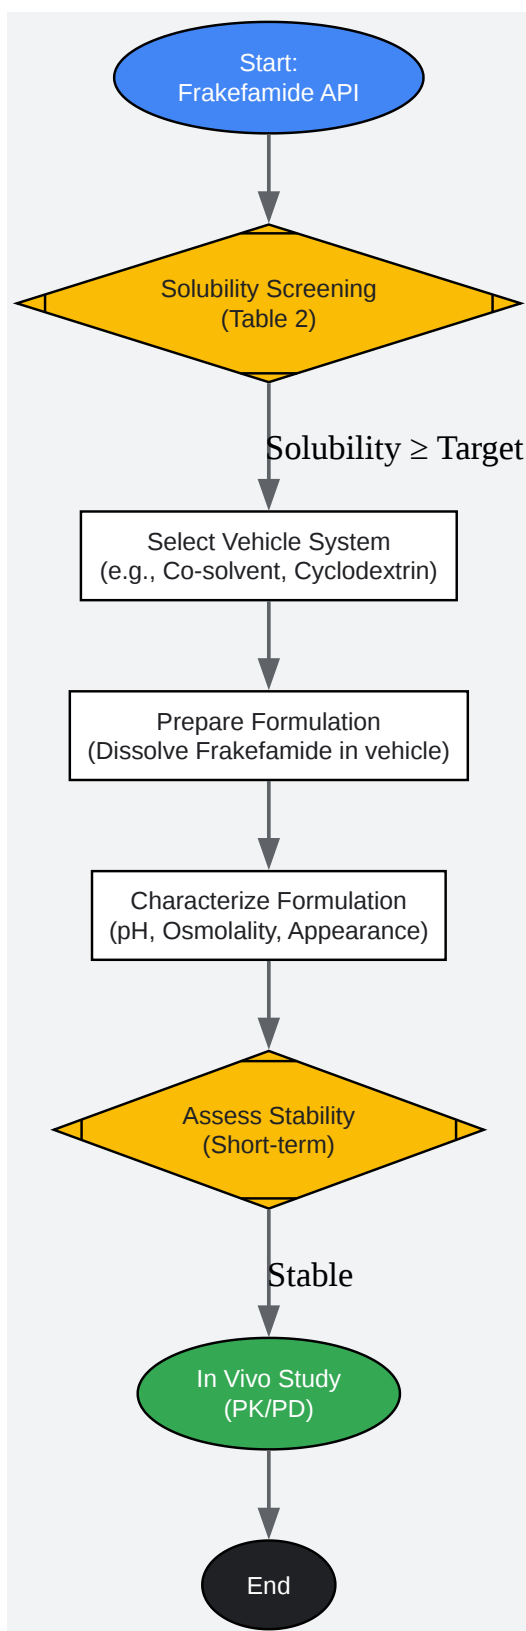 Start:
Frakefamide API
Solubility Screening
(Table 2)
Solubility ≥ Target
Select Vehicle System
(e.g., Co-solvent, Cyclodextrin)
Prepare Formulation
(Dissolve Frakefamide in vehicle)
Characterize Formulation
(pH, Osmolality, Appearance)
Assess Stability
(Short-term)
Stable
In Vivo Study
(PK/PD)
End